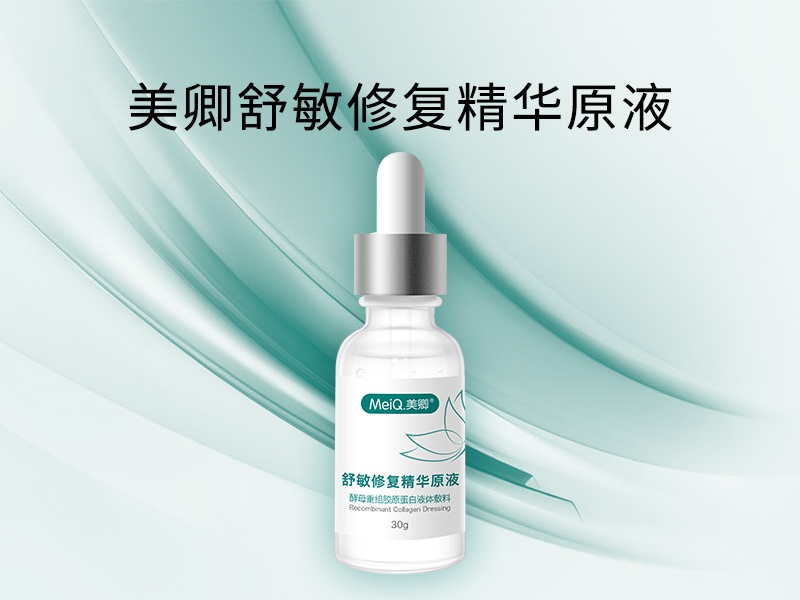 美卿舒敏修复精华原液
MeiQ.美卿®
舒敏修复精华原液
酵母重组胶原蛋白液体敷料
Recombinant Collagen Dressing
30g